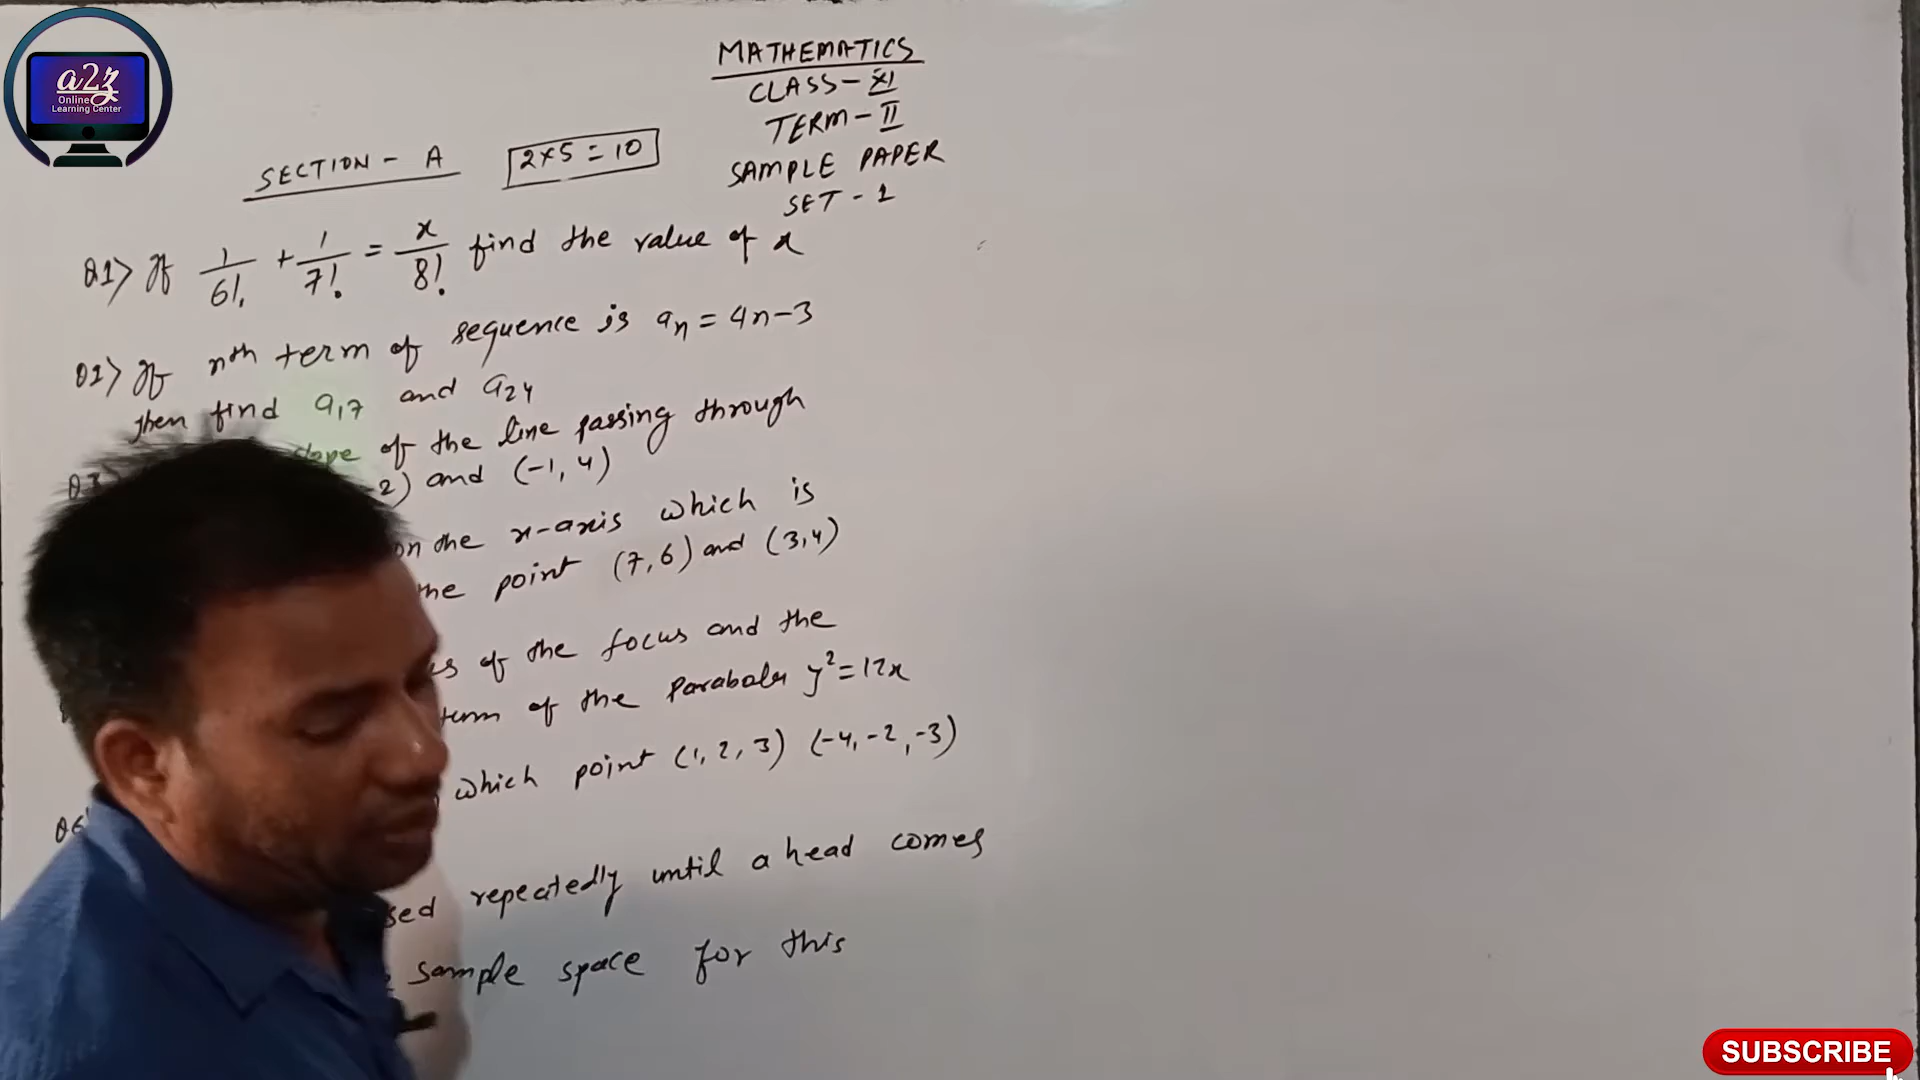 a2z
Online
Learning Center
MATHEMATICS
CLASS - XI
TERM - II
SAMPLE PAPER
SET - 1
SECTION - A 2×5 = 10
Q1> If 1/6! + 1/7! = x/8! find the value of x
Q2> If nth term of sequence is an = 4n-3
then find a17 and a24
slope of the line passing through
-2) and (-1, 4)
on the x-axis which is
the point (7, 6) and (3,4)
of the focus and the
of the Parabola y²=12x
which point (1, 2, 3) (-4, -2, -3)
Q6
repeatedly until a head comes
sample space for this
SUBSCRIBE